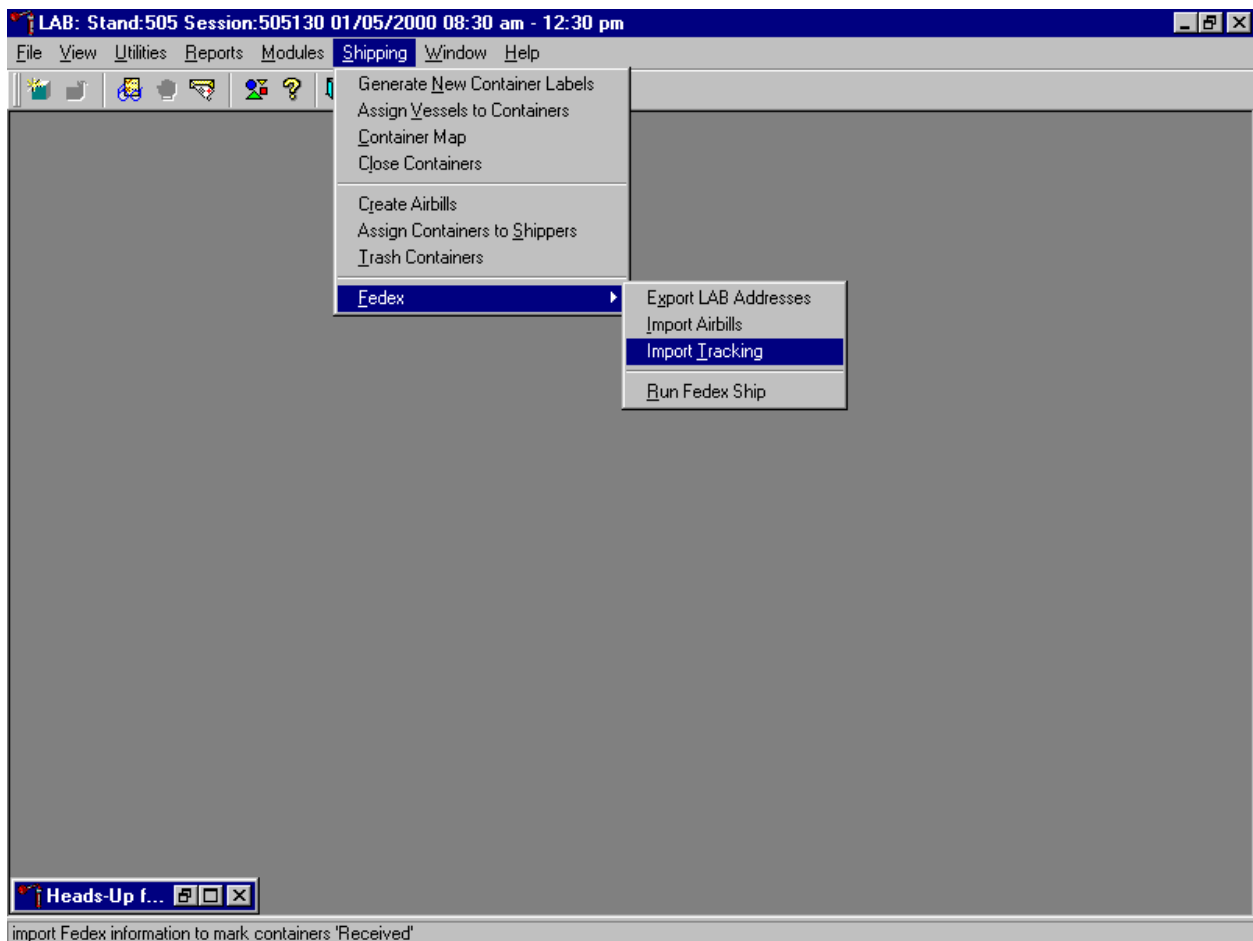 LAB: Stand:505 Session:505130 01/05/2000 08:30 am - 12:30 pm
File View Utilities Reports Modules Shipping Window Help
Generate New Container Labels
Assign Vessels to Containers
Container Map
Close Containers
Create Airbills
Assign Containers to Shippers
Trash Containers
Fedex
Export LAB Addresses
Import Airbills
Import Tracking
Run Fedex Ship
Heads-Up f...
import Fedex information to mark containers 'Received'